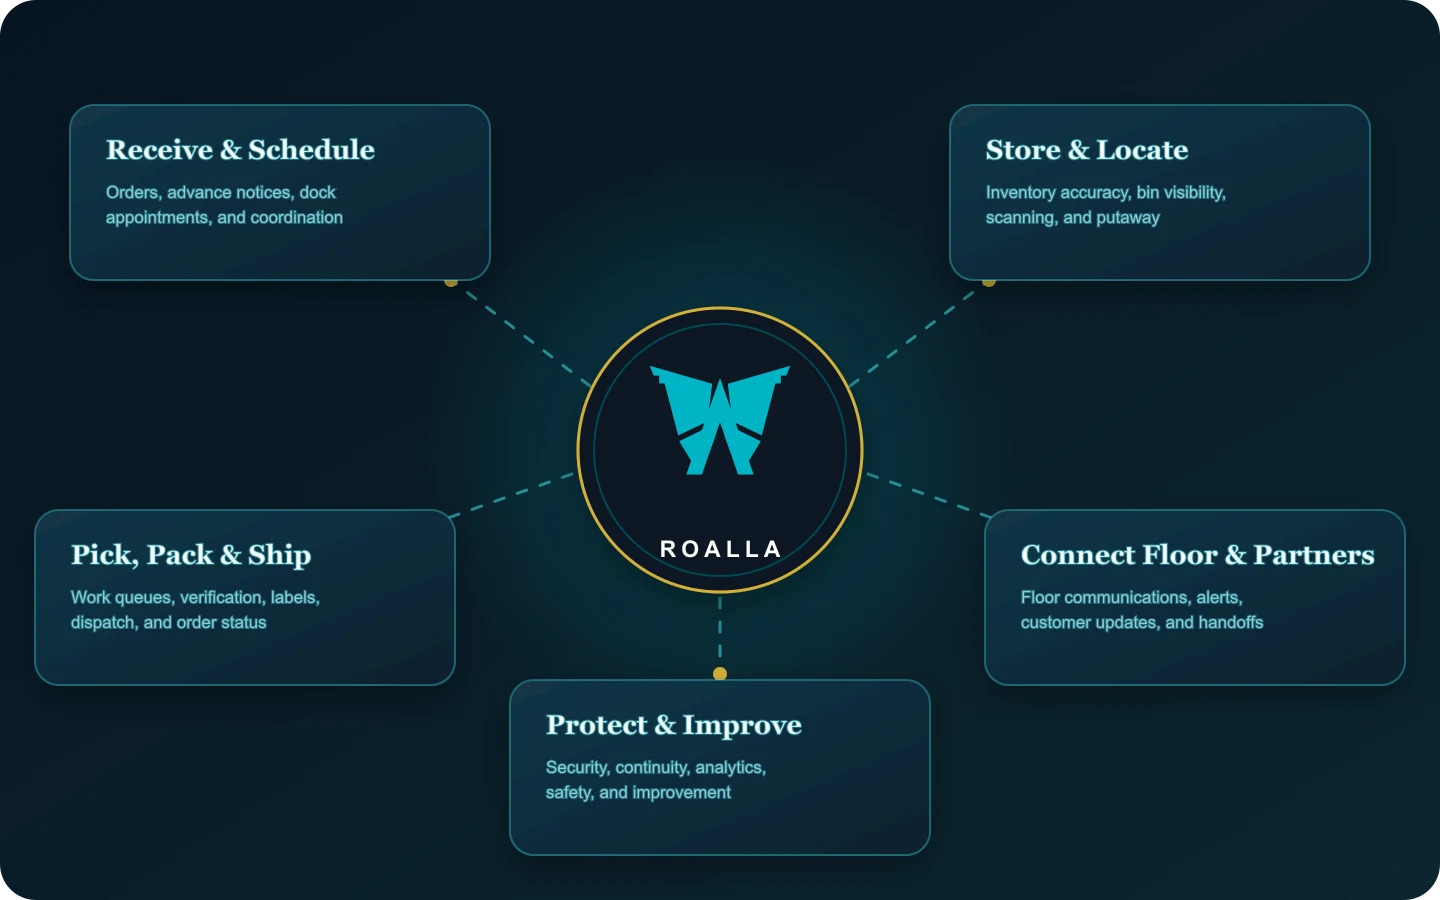 Receive & Schedule
Orders, advance notices, dock
appointments, and coordination
Store & Locate
Inventory accuracy, bin visibility,
scanning, and putaway
ROALLA
Pick, Pack & Ship
Work queues, verification, labels,
dispatch, and order status
Connect Floor & Partners
Floor communications, alerts,
customer updates, and handoffs
Protect & Improve
Security, continuity, analytics,
safety, and improvement